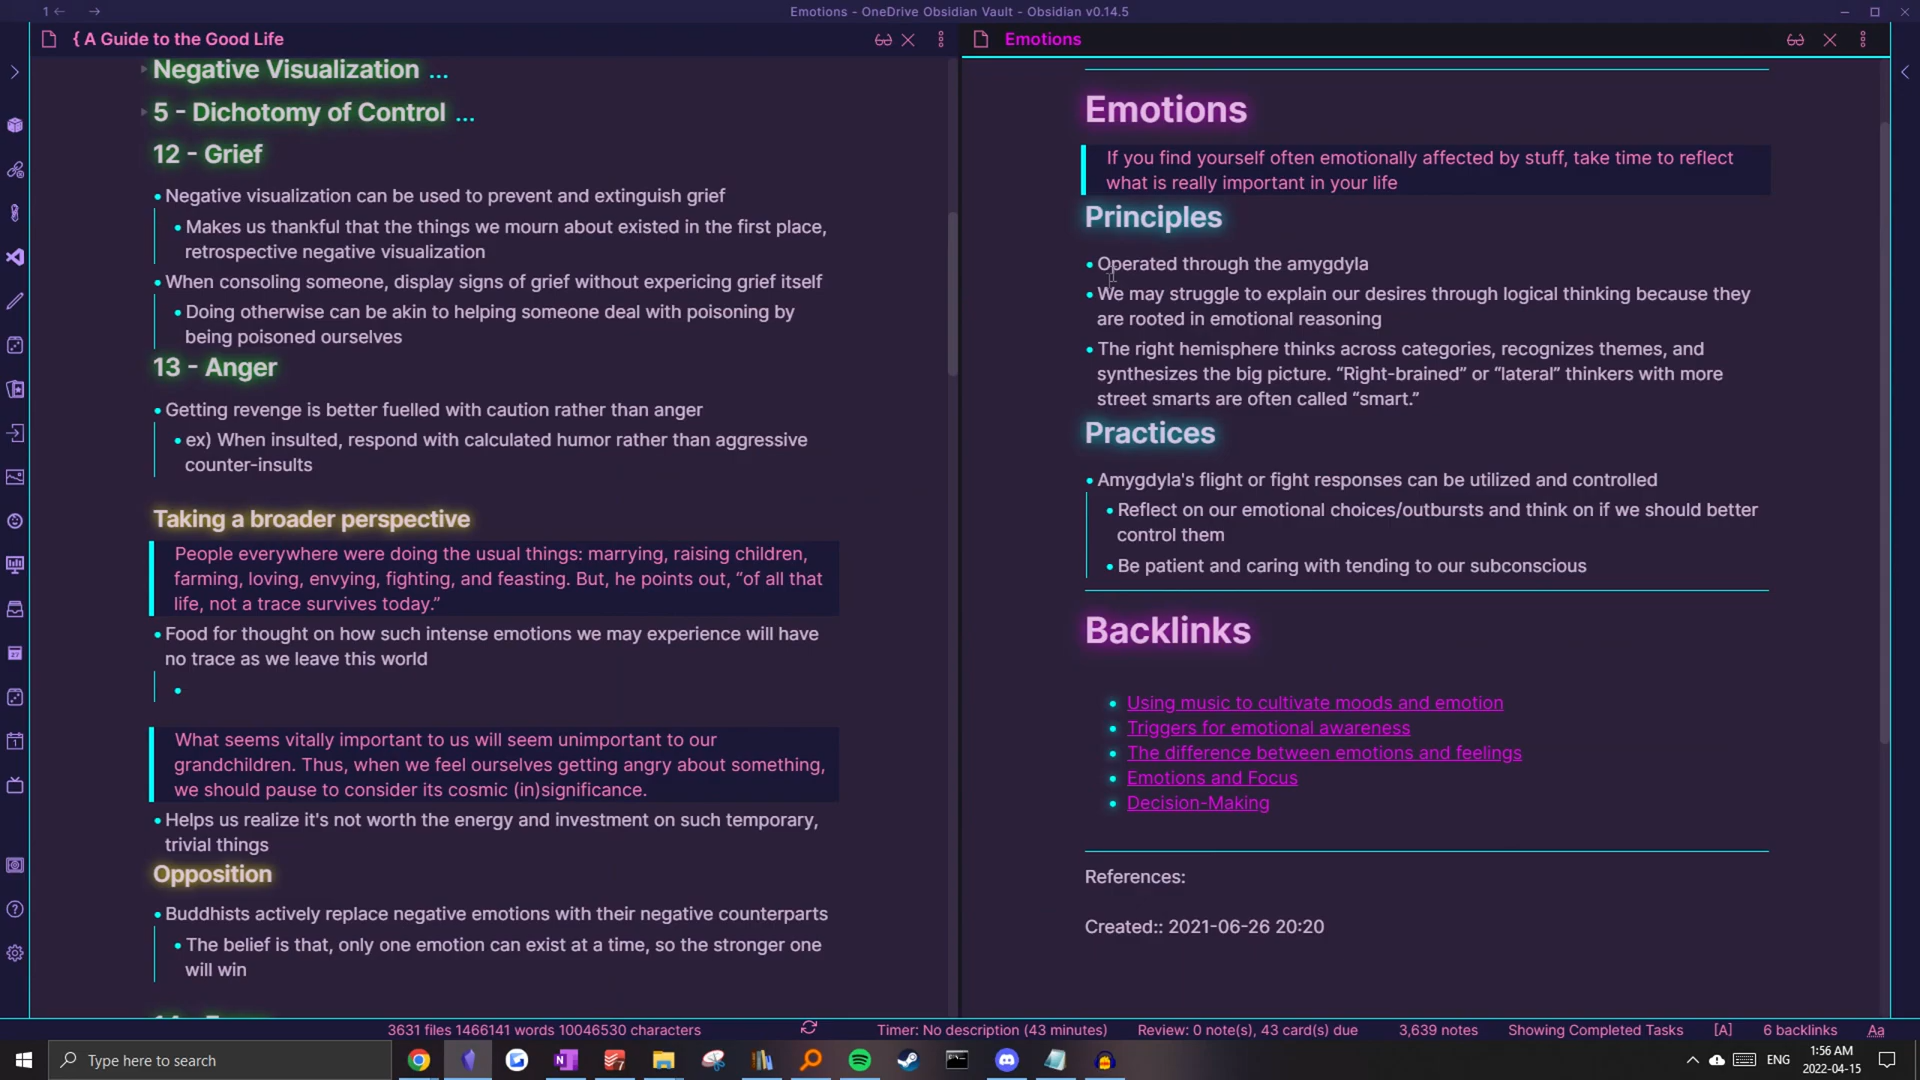 1
Emotions - OneDrive Obsidian Vault - Obsidian v0.14.5
{ A Guide to the Good Life
Negative Visualization ...
5 - Dichotomy of Control ...
12 - Grief
Negative visualization can be used to prevent and extinguish grief
Makes us thankful that the things we mourn about existed in the first place,
retrospective negative visualization
When consoling someone, display signs of grief without expericing grief itself
Doing otherwise can be akin to helping someone deal with poisoning by
being poisoned ourselves
13 - Anger
Getting revenge is better fuelled with caution rather than anger
ex) When insulted, respond with calculated humor rather than aggressive
counter-insults
Taking a broader perspective
People everywhere were doing the usual things: marrying, raising children,
farming, loving, envying, fighting, and feasting. But, he points out, “of all that
life, not a trace survives today.”
Food for thought on how such intense emotions we may experience will have
no trace as we leave this world
What seems vitally important to us will seem unimportant to our
grandchildren. Thus, when we feel ourselves getting angry about something,
we should pause to consider its cosmic (in)significance.
Helps us realize it's not worth the energy and investment on such temporary,
trivial things
Opposition
Buddhists actively replace negative emotions with their negative counterparts
The belief is that, only one emotion can exist at a time, so the stronger one
will win
Emotions
Emotions
If you find yourself often emotionally affected by stuff, take time to reflect
what is really important in your life
Principles
Operated through the amygdyla
We may struggle to explain our desires through logical thinking because they
are rooted in emotional reasoning
The right hemisphere thinks across categories, recognizes themes, and
synthesizes the big picture. “Right-brained” or “lateral” thinkers with more
street smarts are often called “smart.”
Practices
Amygdyla's flight or fight responses can be utilized and controlled
Reflect on our emotional choices/outbursts and think on if we should better
control them
Be patient and caring with tending to our subconscious
Backlinks
Using music to cultivate moods and emotion
Triggers for emotional awareness
The difference between emotions and feelings
Emotions and Focus
Decision-Making
References:
Created:: 2021-06-26 20:20
3631 files 1466141 words 10046530 characters
Timer: No description (43 minutes)
Review: 0 note(s), 43 card(s) due
3,639 notes
Showing Completed Tasks
[A]
6 backlinks
Aa
Type here to search
ENG
1:56 AM
2022-04-15